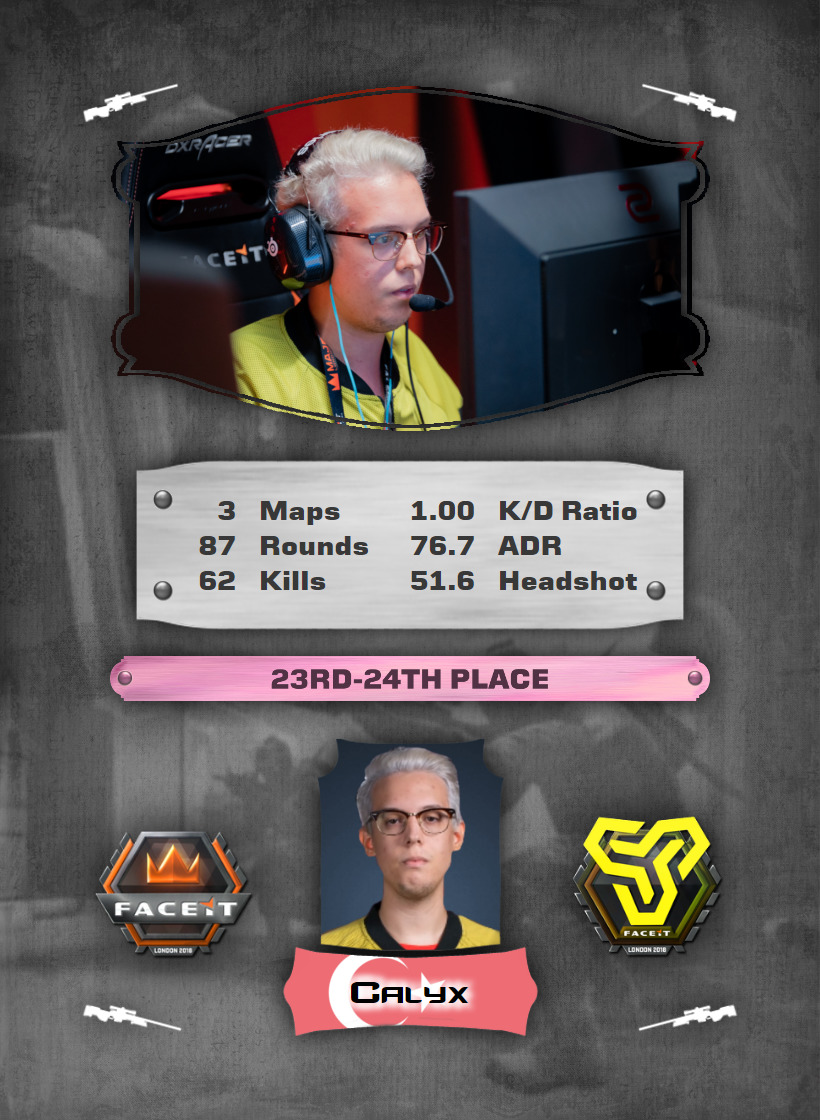 DXRACER
FACEIT
MAJ
3 Maps 1.00 K/D Ratio
87 Rounds 76.7 ADR
62 Kills 51.6 Headshot
23RD-24TH PLACE
FACEIT
LONDON 2018
FACEIT
LONDON 2018
Calyx